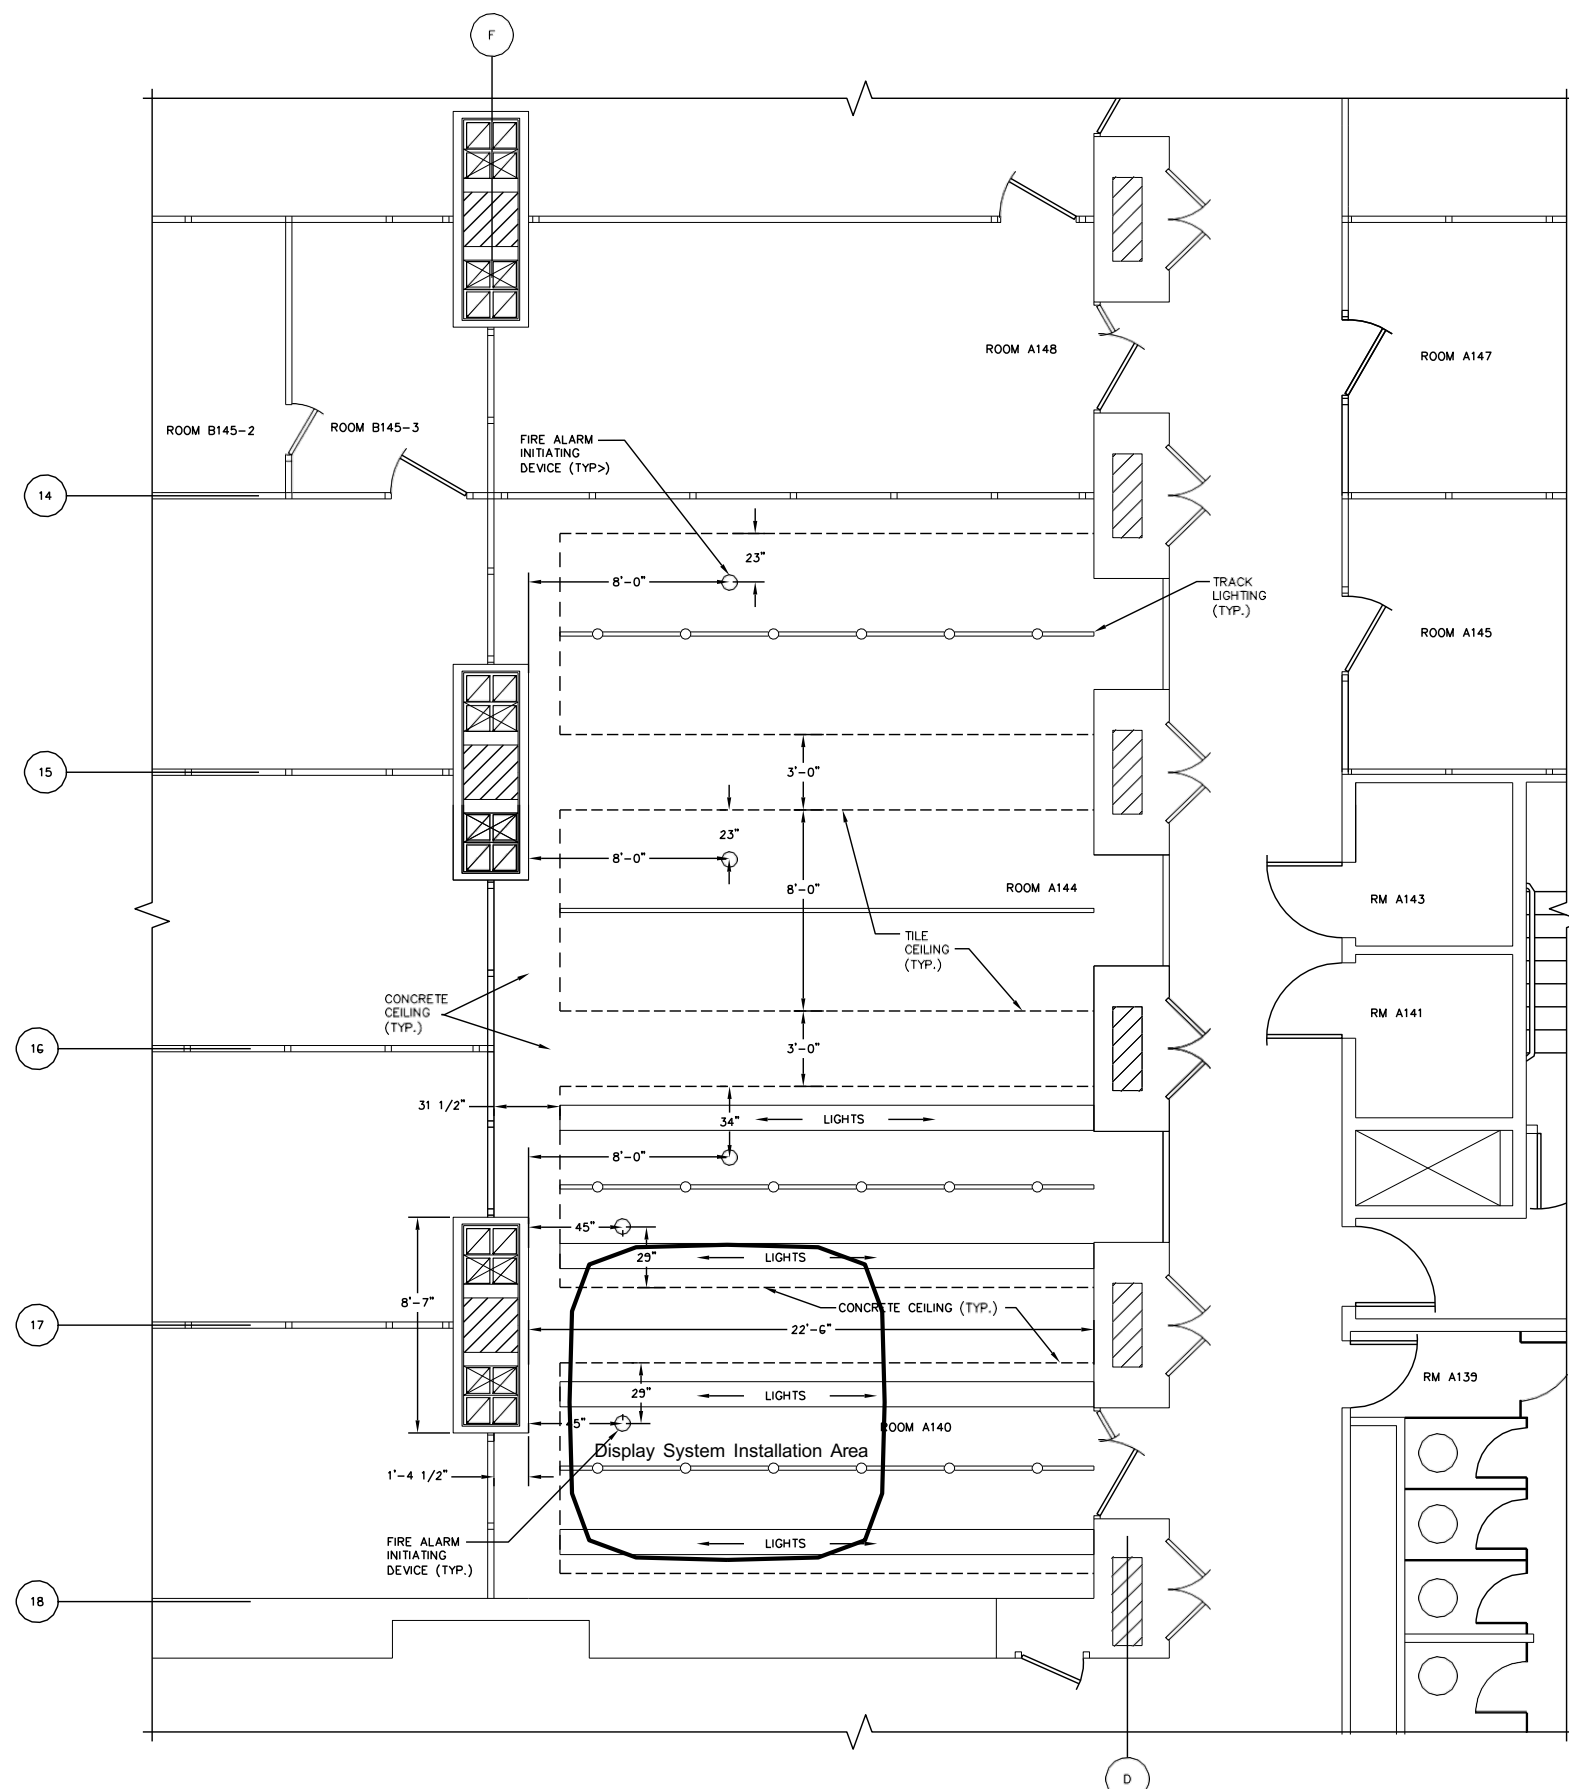 F
ROOM A148
ROOM A147
ROOM B145-2
ROOM B145-3
FIRE ALARM
INITIATING
DEVICE (TYP>)
14
23"
8'-0"
TRACK
LIGHTING
(TYP.)
ROOM A145
15
3'-0"
23"
8'-0"
8'-0"
ROOM A144
RM A143
TILE
CEILING
(TYP.)
CONCRETE
CEILING
(TYP.)
RM A141
16
3'-0"
31 1/2"
34"
LIGHTS
8'-0"
45"
29"
LIGHTS
8'-7"
CONCRETE CEILING (TYP.)
17
22'-6"
RM A139
29"
LIGHTS
45"
ROOM A140
Display System Installation Area
1'-4 1/2"
FIRE ALARM
INITIATING
DEVICE (TYP.)
LIGHTS
18
D